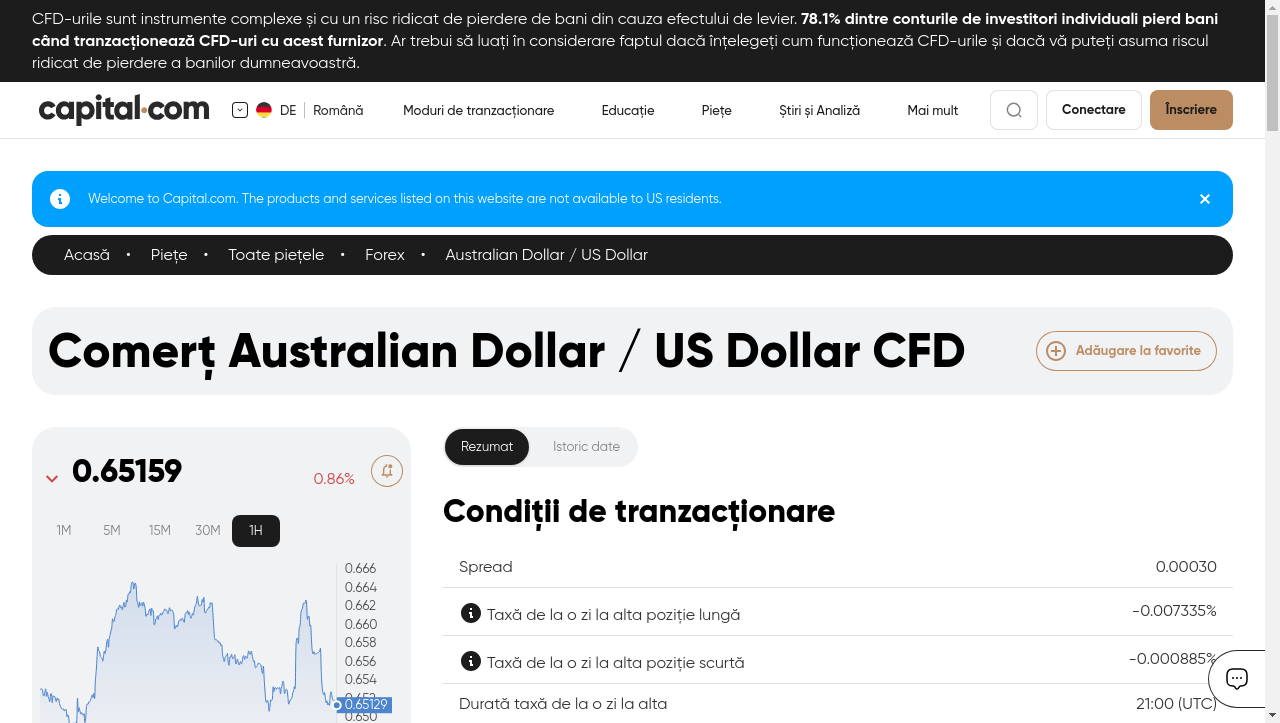 CFD-urile sunt instrumente complexe și cu un risc ridicat de pierdere de bani din cauza efectului de levier. 78.1% dintre conturile de investitori individuali pierd bani
când tranzacționează CFD-uri cu acest furnizor. Ar trebui să luați în considerare faptul dacă înțelegeți cum funcționează CFD-urile și dacă vă puteți asuma riscul
ridicat de pierdere a banilor dumneavoastră.
capital.com DE Română Moduri de tranzacționare Educație Piețe Știri și Analiză Mai mult Conectare Înscriere
Welcome to Capital.com. The products and services listed on this website are not available to US residents.
Acasă • Piețe • Toate piețele • Forex • Australian Dollar / US Dollar
Comerț Australian Dollar / US Dollar CFD
Adăugare la favorite
0.65159
0.86%
1M 5M 15M 30M 1H
0.666
0.664
0.662
0.660
0.658
0.656
0.654
0.652
0.65129
0.650
Rezumat Istoric date
Condiții de tranzacționare
Spread 0.00030
Taxă de la o zi la alta poziție lungă -0.007335%
Taxă de la o zi la alta poziție scurtă -0.000885%
Durată taxă de la o zi la alta 21:00 (UTC)